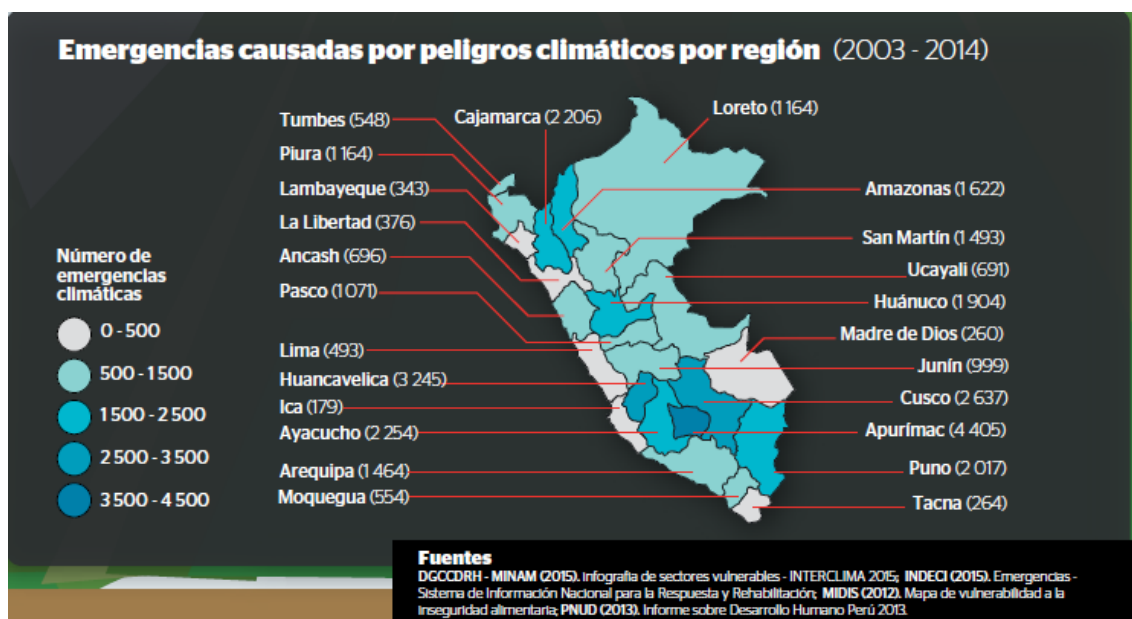 Emergencias causadas por peligros climáticos por región (2003 - 2014)
Tumbes (548)
Cajamarca (2 206)
Loreto (1 164)
Piura (1 164)
Lambayeque (343)
Amazonas (1 622)
La Libertad (376)
San Martín (1 493)
Ancash (696)
Ucayali (691)
Pasco (1 071)
Huánuco (1 904)
Madre de Dios (260)
Lima (493)
Junín (999)
Huancavelica (3 245)
Cusco (2 637)
Ica (179)
Ayacucho (2 254)
Apurímac (4 405)
Arequipa (1 464)
Puno (2 017)
Moquegua (554)
Tacna (264)
Número de
emergencias
climáticas
0 - 500
500 - 1500
1 500 - 2 500
2 500 - 3 500
3 500 - 4 500
Fuentes
DGCCDRH - MINAM (2015). Infografía de sectores vulnerables - INTERCLIMA 2015; INDECI (2015). Emergencias -
Sistema de Información Nacional para la Respuesta y Rehabilitación; MIDIS (2012). Mapa de vulnerabilidad a la
inseguridad alimentaria; PNUD (2013). Informe sobre Desarrollo Humano Perú 2013.